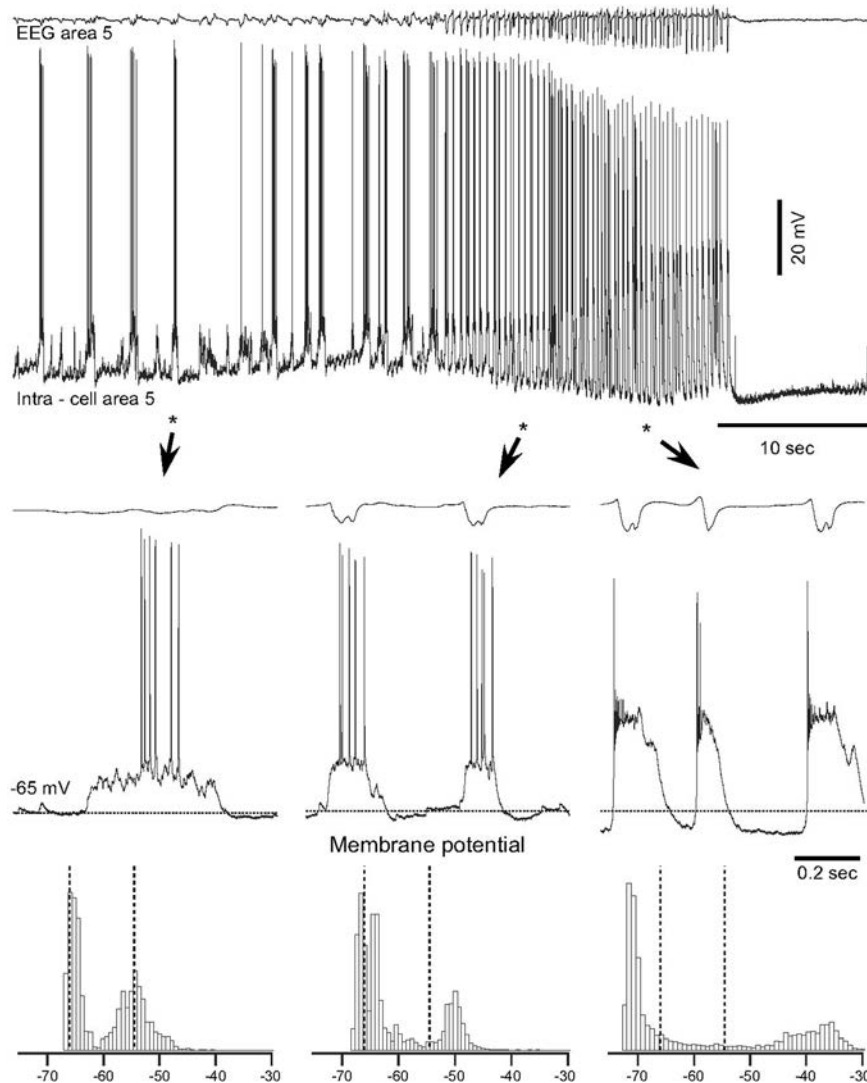 EEG area 5
20 mV
Intra - cell area 5
* * *
10 sec
-65 mV
Membrane potential
0.2 sec
-70 -60 -50 -40 -30 -70 -60 -50 -40 -30 -70 -60 -50 -40 -30